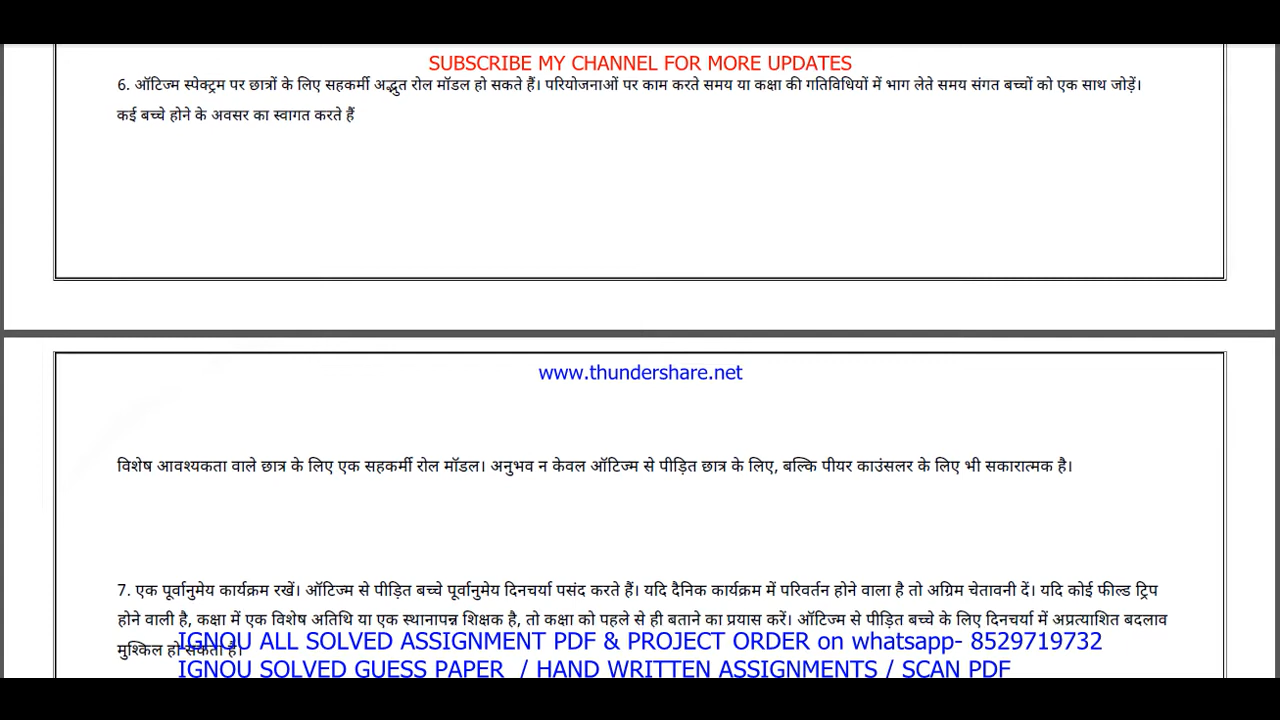 SUBSCRIBE MY CHANNEL FOR MORE UPDATES
6. ऑटिज्म स्पेक्ट्रम पर छात्रों के लिए सहकर्मी अद्भुत रोल मॉडल हो सकते हैं। परियोजनाओं पर काम करते समय या कक्षा की गतिविधियों में भाग लेते समय संगत बच्चों को एक साथ जोड़ें।
कई बच्चे होने के अवसर का स्वागत करते हैं
www.thundershare.net
विशेष आवश्यकता वाले छात्र के लिए एक सहकर्मी रोल मॉडल। अनुभव न केवल ऑटिज्म से पीड़ित छात्र के लिए, बल्कि पीयर काउंसलर के लिए भी सकारात्मक है।
7. एक पूर्वानुमेय कार्यक्रम रखें। ऑटिज्म से पीड़ित बच्चे पूर्वानुमेय दिनचर्या पसंद करते हैं। यदि दैनिक कार्यक्रम में परिवर्तन होने वाला है तो अग्रिम चेतावनी दें। यदि कोई फील्ड ट्रिप
होने वाली है, कक्षा में एक विशेष अतिथि या एक स्थानापन्न शिक्षक है, तो कक्षा को पहले से ही बताने का प्रयास करें। ऑटिज्म से पीड़ित बच्चे के लिए दिनचर्या में अप्रत्याशित बदलाव
मुश्किल हो सकता है।
IGNOU ALL SOLVED ASSIGNMENT PDF & PROJECT ORDER on whatsapp- 8529719732
IGNOU SOLVED GUESS PAPER / HAND WRITTEN ASSIGNMENTS / SCAN PDF